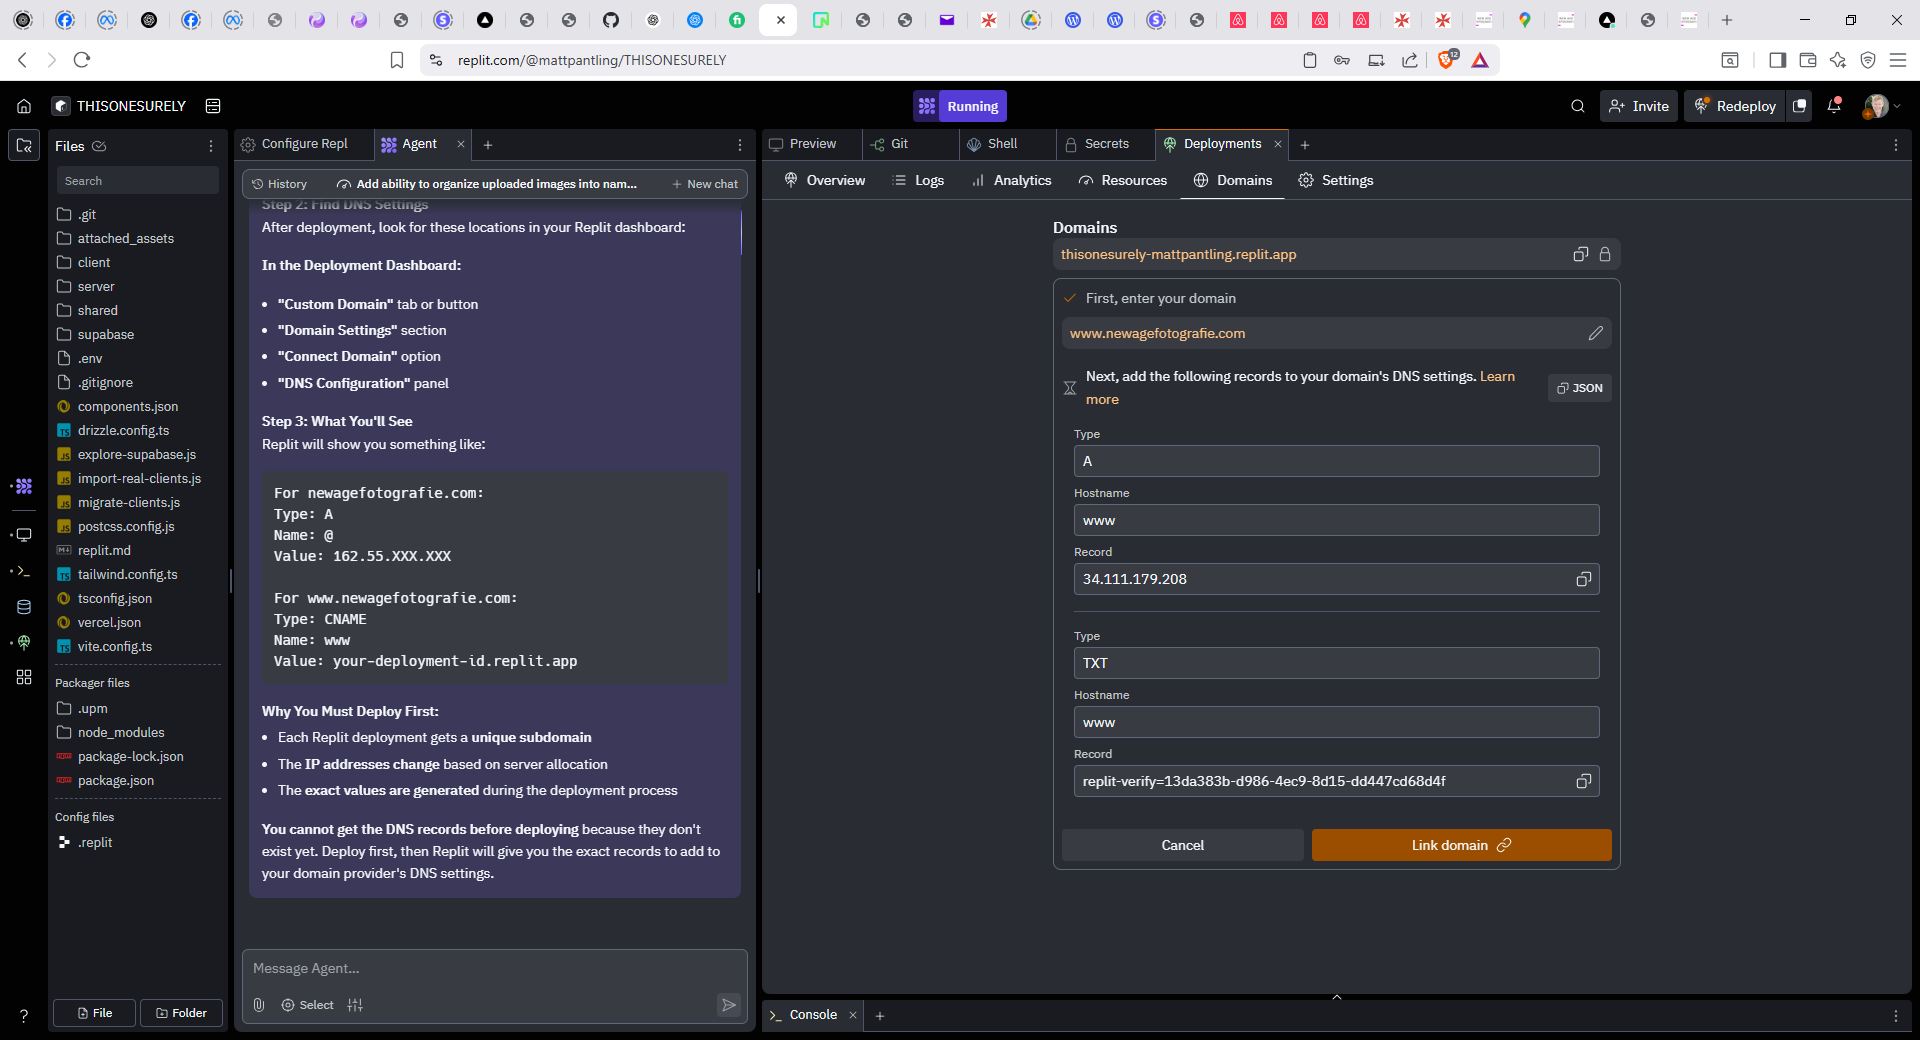 replit.com/@mattpantling/THISONESURELY
12
THISONESURELY
Running
Invite
Redeploy
Files
Search
.git
attached_assets
client
server
shared
supabase
.env
.gitignore
components.json
drizzle.config.ts
explore-supabase.js
import-real-clients.js
migrate-clients.js
postcss.config.js
replit.md
tailwind.config.ts
tsconfig.json
vercel.json
vite.config.ts
Packager files
.upm
node_modules
package-lock.json
package.json
Config files
.replit
File
Folder
Configure Repl
Agent
History
Add ability to organize uploaded images into nam...
New chat
Step 2: Find DNS Settings
After deployment, look for these locations in your Replit dashboard:
In the Deployment Dashboard:
• "Custom Domain" tab or button
• "Domain Settings" section
• "Connect Domain" option
• "DNS Configuration" panel
Step 3: What You'll See
Replit will show you something like:
For newagefotografie.com:
Type: A
Name: @
Value: 162.55.XXX.XXX
For www.newagefotografie.com:
Type: CNAME
Name: www
Value: your-deployment-id.replit.app
Why You Must Deploy First:
• Each Replit deployment gets a unique subdomain
• The IP addresses change based on server allocation
• The exact values are generated during the deployment process
You cannot get the DNS records before deploying because they don't
exist yet. Deploy first, then Replit will give you the exact records to add to
your domain provider's DNS settings.
Message Agent...
Select
Preview
Git
Shell
Secrets
Deployments
Overview
Logs
Analytics
Resources
Domains
Settings
Domains
thisonesurely-mattpantling.replit.app
First, enter your domain
www.newagefotografie.com
Next, add the following records to your domain's DNS settings. Learn
more
JSON
Type
A
Hostname
www
Record
34.111.179.208
Type
TXT
Hostname
www
Record
replit-verify=13da383b-d986-4ec9-8d15-dd447cd68d4f
Cancel
Link domain
Console